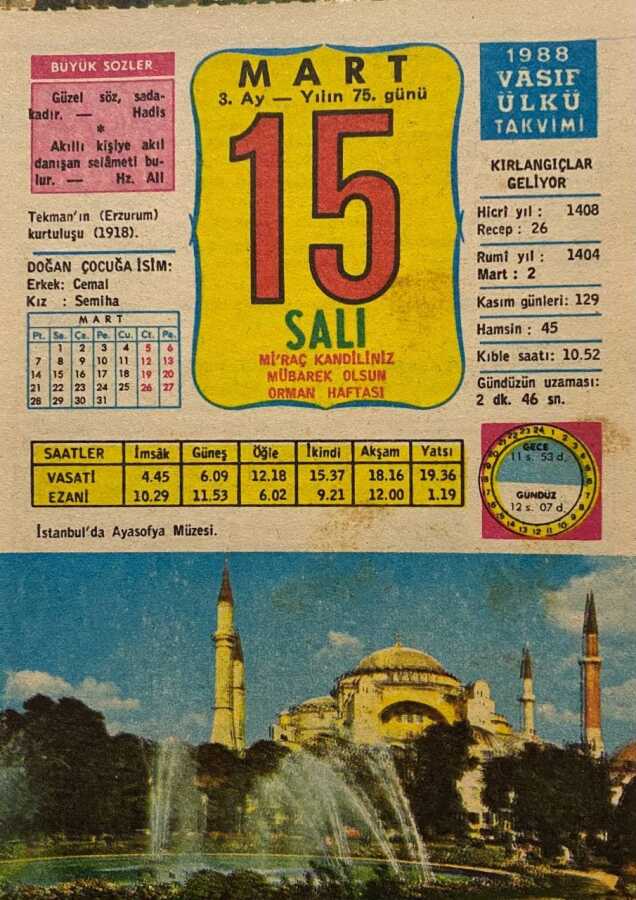 BÜYÜK SÖZLER
Güzel söz, sada-
kadır. — Hadis
*
Akıllı kişiye akıl
danışan selâmeti bu-
lur. — Hz. Ali
Tekman'ın (Erzurum)
kurtuluşu (1918).
DOĞAN ÇOCUĞA İSİM:
Erkek: Cemal
Kız : Semiha
MART
Pt. Sa. Ça. Pe. Cu. Ct. Pa.
1 2 3 4 5 6
7 8 9 10 11 12 13
14 15 16 17 18 19 20
21 22 23 24 25 26 27
28 29 30 31
MART
3. Ay — Yılın 75. günü
15
SALI
Mİ'RAÇ KANDİLİNİZ
MÜBAREK OLSUN
ORMAN HAFTASI
1988
VÂSIF
ÜLKÜ
TAKVİMİ
KIRLANGIÇLAR
GELİYOR
Hicrî yıl : 1408
Recep : 26
Rumî yıl : 1404
Mart : 2
Kasım günleri: 129
Hamsin : 45
Kıble saatı: 10.52
Gündüzün uzaması:
2 dk. 46 sn.
SAATLER İmsâk Güneş Öğle İkindi Akşam Yatsı
VASATİ 4.45 6.09 12.18 15.37 18.16 19.36
EZANİ 10.29 11.53 6.02 9.21 12.00 1.19
GECE
11 s. 53 d.
GÜNDÜZ
12 s. 07 d.
İstanbul'da Ayasofya Müzesi.